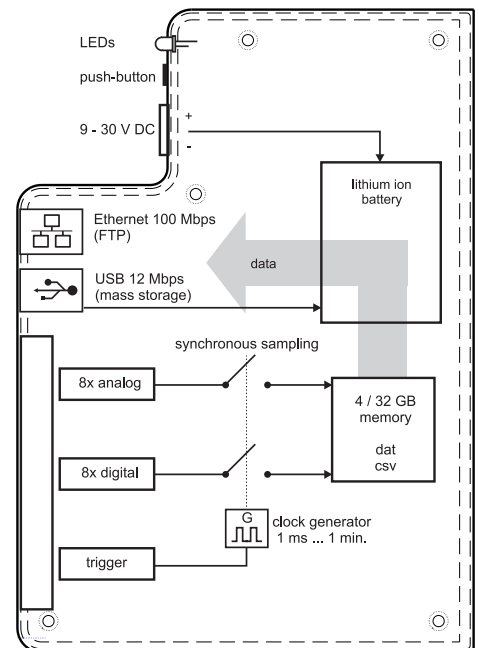 LEDs
push-button
9 - 30 V DC
+
-
lithium ion
battery
Ethernet 100 Mbps
(FTP)
data
USB 12 Mbps
(mass storage)
synchronous sampling
8x analog
4 / 32 GB
memory
dat
csv
8x digital
G
clock generator
1 ms ... 1 min.
trigger